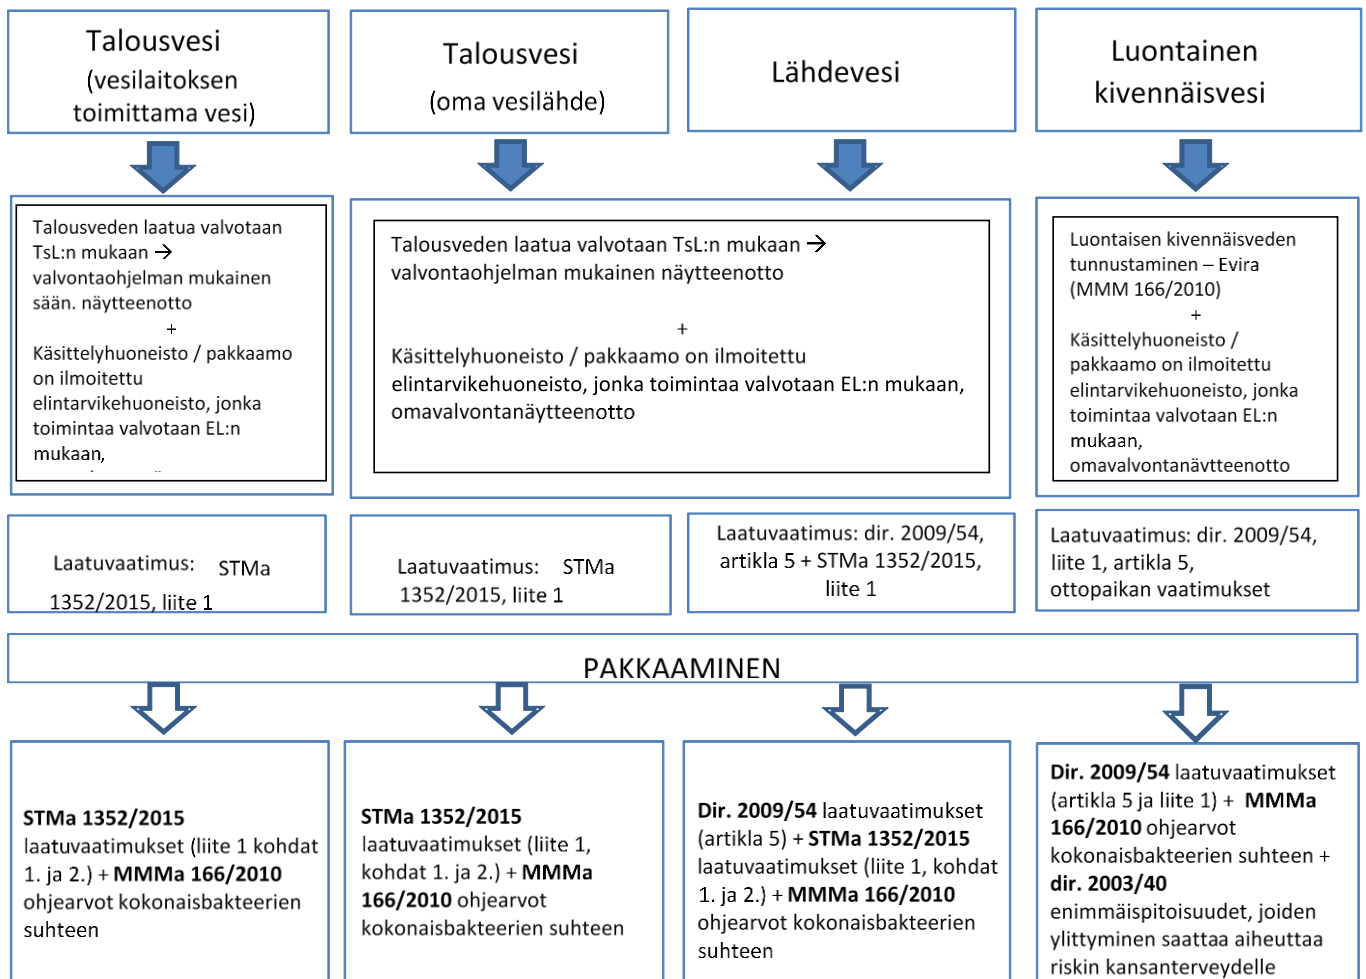 Talousvesi
(vesilaitoksen
toimittama vesi)
Talousvesi
(oma vesilähde)
Lähdevesi
Luontainen
kivennäisvesi
Talousveden laatua valvotaan
TsL:n mukaan →
valvontaohjelman mukainen
sään. näytteenotto
+
Käsittelyhuoneisto / pakkaamo
on ilmoitettu
elintarvikehuoneisto, jonka
toimintaa valvotaan EL:n
mukaan,
Talousveden laatua valvotaan TsL:n mukaan →
valvontaohjelman mukainen näytteenotto
+
Käsittelyhuoneisto / pakkaamo on ilmoitettu
elintarvikehuoneisto, jonka toimintaa valvotaan EL:n mukaan,
omavalvontanäytteenotto
Luontaisen kivennäisveden
tunnustaminen – Evira
(MMM 166/2010)
+
Käsittelyhuoneisto /
pakkaamo on ilmoitettu
elintarvikehuoneisto, jonka
toimintaa valvotaan EL:n
mukaan,
omavalvontanäytteenotto
Laatuvaatimus: STMa
1352/2015, liite 1
Laatuvaatimus: STMa
1352/2015, liite 1
Laatuvaatimus: dir. 2009/54,
artikla 5 + STMa 1352/2015,
liite 1
Laatuvaatimus: dir. 2009/54,
liite 1, artikla 5,
ottopaikan vaatimukset
PAKKAAMINEN
STMa 1352/2015
laatuvaatimukset (liite 1 kohdat
1. ja 2.) + MMMa 166/2010
ohjearvot kokonaisbakteerien
suhteen
STMa 1352/2015
laatuvaatimukset (liite 1,
kohdat 1. ja 2.) + MMMa
166/2010 ohjearvot
kokonaisbakteerien suhteen
Dir. 2009/54 laatuvaatimukset
(artikla 5) + STMa 1352/2015
laatuvaatimukset (liite 1, kohdat
1. ja 2.) + MMMa 166/2010
ohjearvot kokonaisbakteerien
suhteen
Dir. 2009/54 laatuvaatimukset
(artikla 5 ja liite 1) + MMMa
166/2010 ohjearvot
kokonaisbakteerien suhteen +
dir. 2003/40
enimmäispitoisuudet, joiden
ylittyminen saattaa aiheuttaa
riskin kansanterveydelle